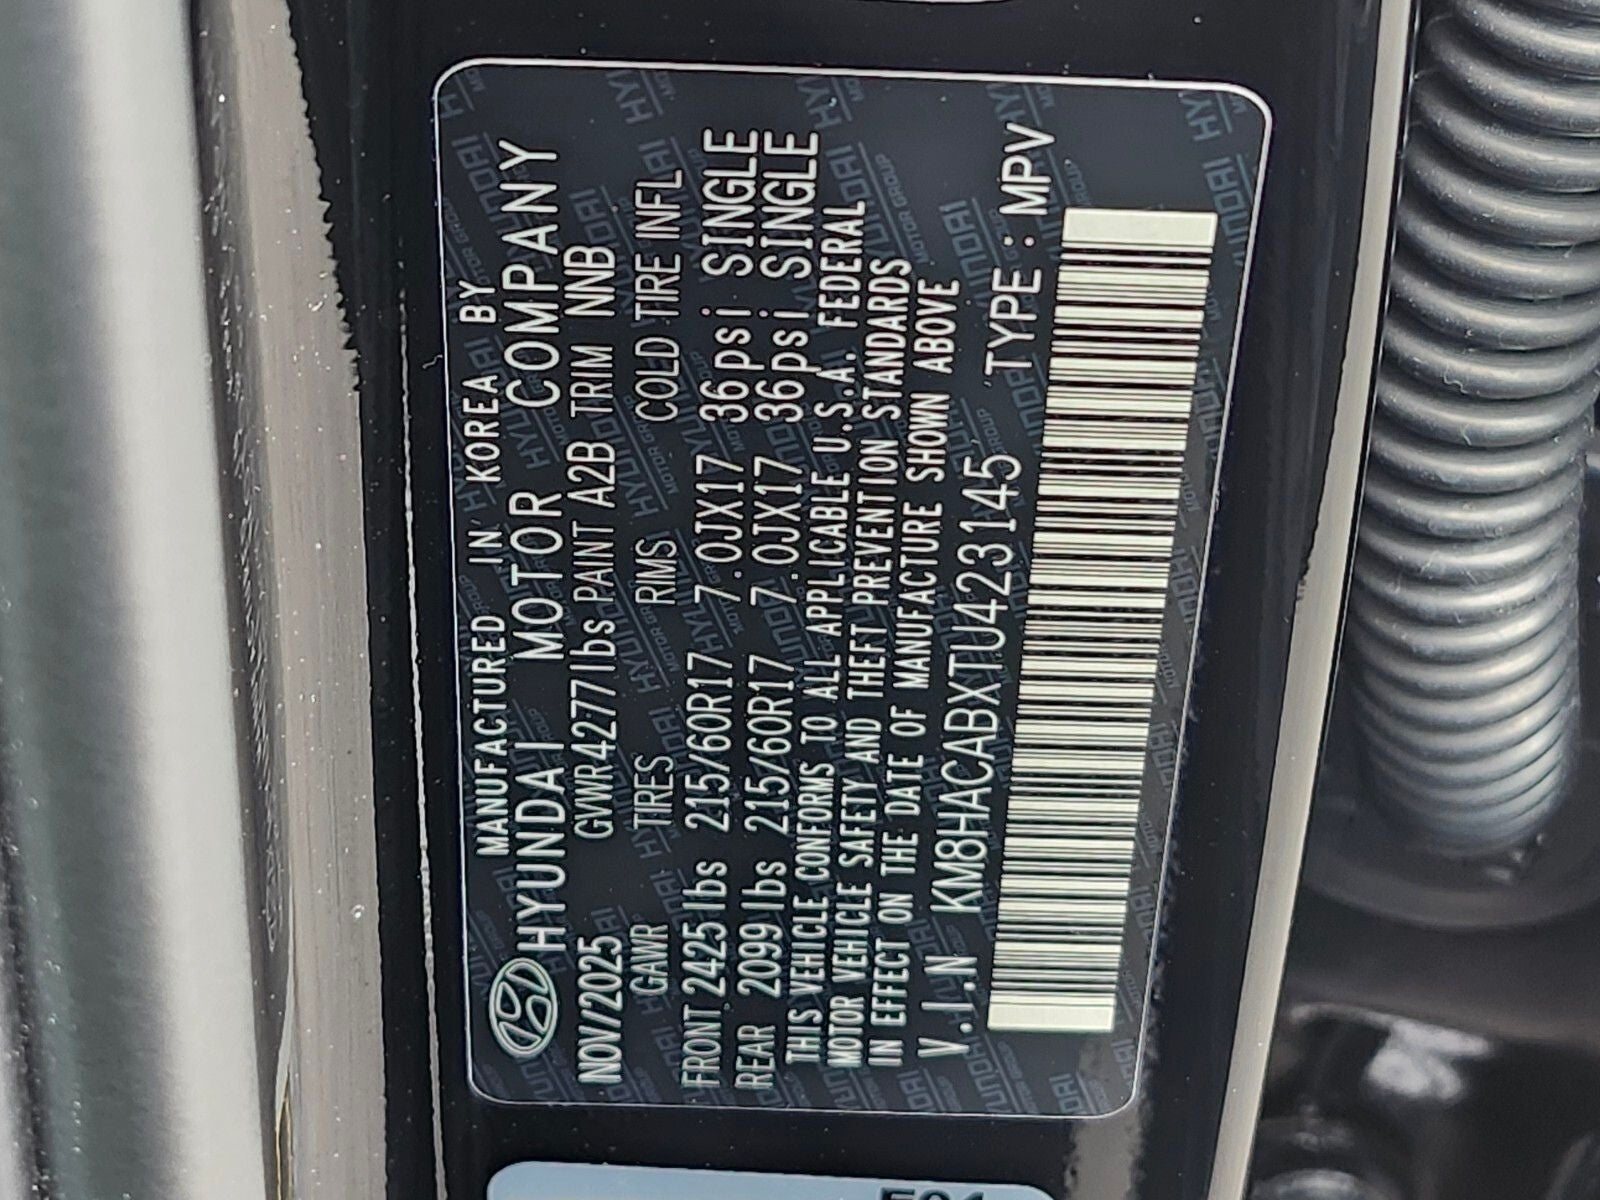 MANUFACTURED IN KOREA BY
HYUNDAI MOTOR COMPANY
NOV/2025 GVWR4277lbs PAINT A2B TRIM NNB
GAWR TIRES RIMS COLD TIRE INFL
FRONT 2425lbs 215/60R17 7.0JX17 36psi SINGLE
REAR 2099lbs 215/60R17 7.0JX17 36psi SINGLE
THIS VEHICLE CONFORMS TO ALL APPLICABLE U.S.A. FEDERAL
MOTOR VEHICLE SAFETY AND THEFT PREVENTION STANDARDS
IN EFFECT ON THE DATE OF MANUFACTURE SHOWN ABOVE
V.I.N KM8HACABXTU423145 TYPE : MPV